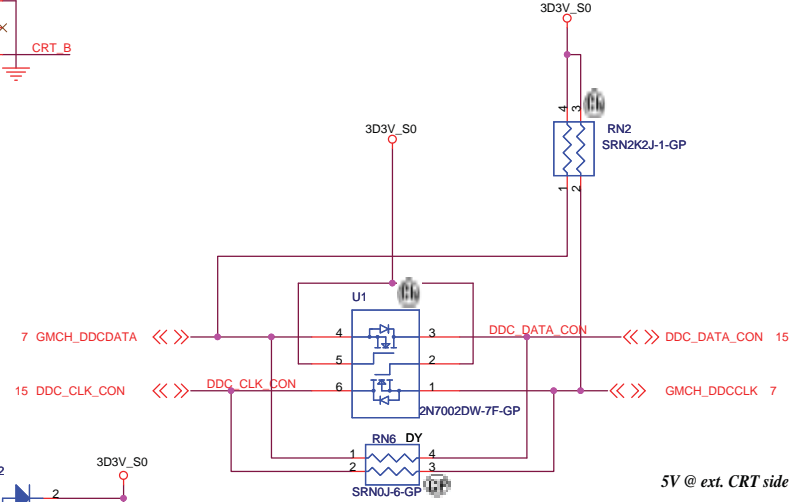 3D3V_S0
CRT_B
4
3
RN2
SRN2K2J-1-GP
3D3V_S0
1
2
U1
7 GMCH_DDCDATA
4
3
DDC_DATA_CON
DDC_DATA_CON 15
5
2
15 DDC_CLK_CON
DDC_CLK_CON
6
1
GMCH_DDCCLK 7
2N7002DW-7F-GP
RN6 DY
1
4
2
3
SRN0J-6-GP
3D3V_S0
2
2
5V @ ext. CRT side